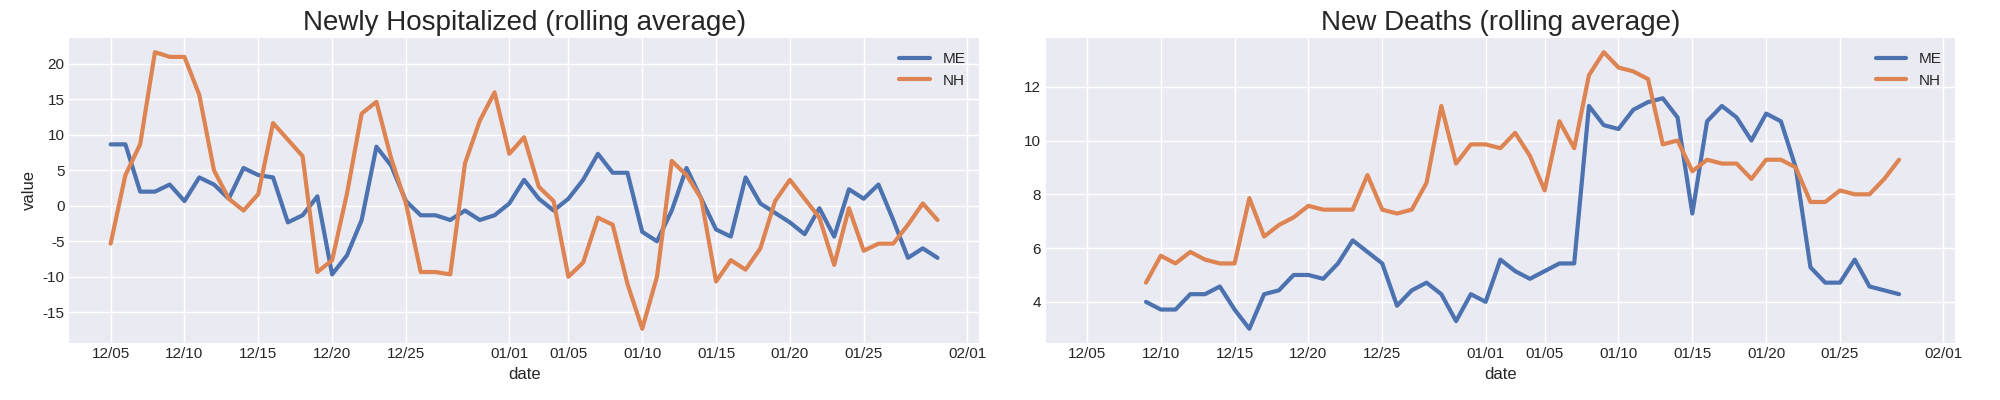 Newly Hospitalized (rolling average)
ME
NH
20
15
10
5
0
-5
-10
-15
value
12/05 12/10 12/15 12/20 12/25 01/01 01/05 01/10 01/15 01/20 01/25 02/01
date
New Deaths (rolling average)
ME
NH
12
10
8
6
4
12/05 12/10 12/15 12/20 12/25 01/01 01/05 01/10 01/15 01/20 01/25 02/01
date